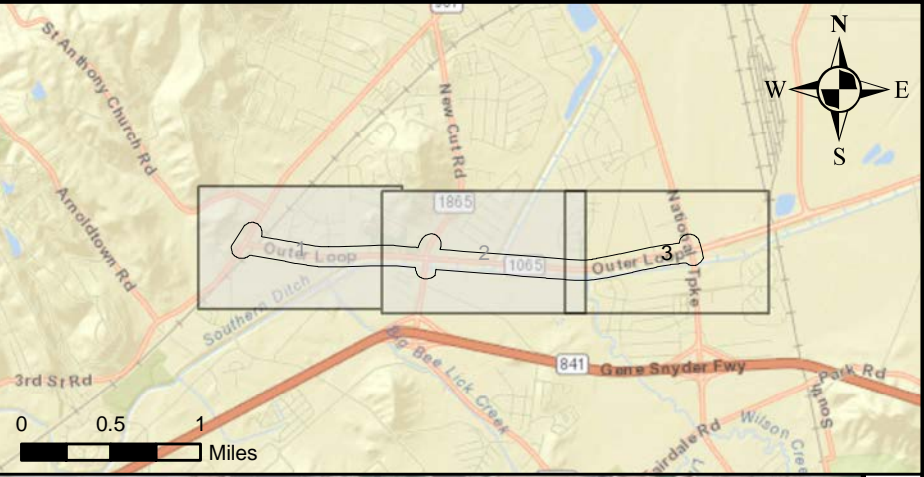 N
W
E
S
St Anthony Church Rd
New Cut Rd
Arnoldtown Rd
1865
National Tpke
1
2
3
Outer Loop
1065
Outer Loop
Southern Ditch
Big Bee Lick Creek
841
Gene Snyder Fwy
3rd St Rd
Park Rd
South
Wilson Cree
Fairdale Rd
0 0.5 1
Miles